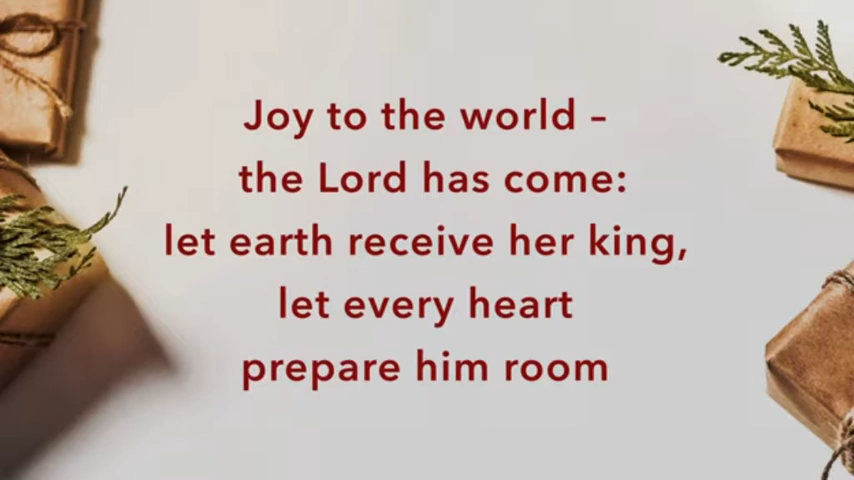 Joy to the world –
the Lord has come:
let earth receive her king,
let every heart
prepare him room